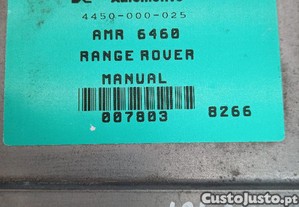 4450-000-025
AMR 6460
RANGE ROVER
MANUAL
007803 8266
CustoJusto.pt